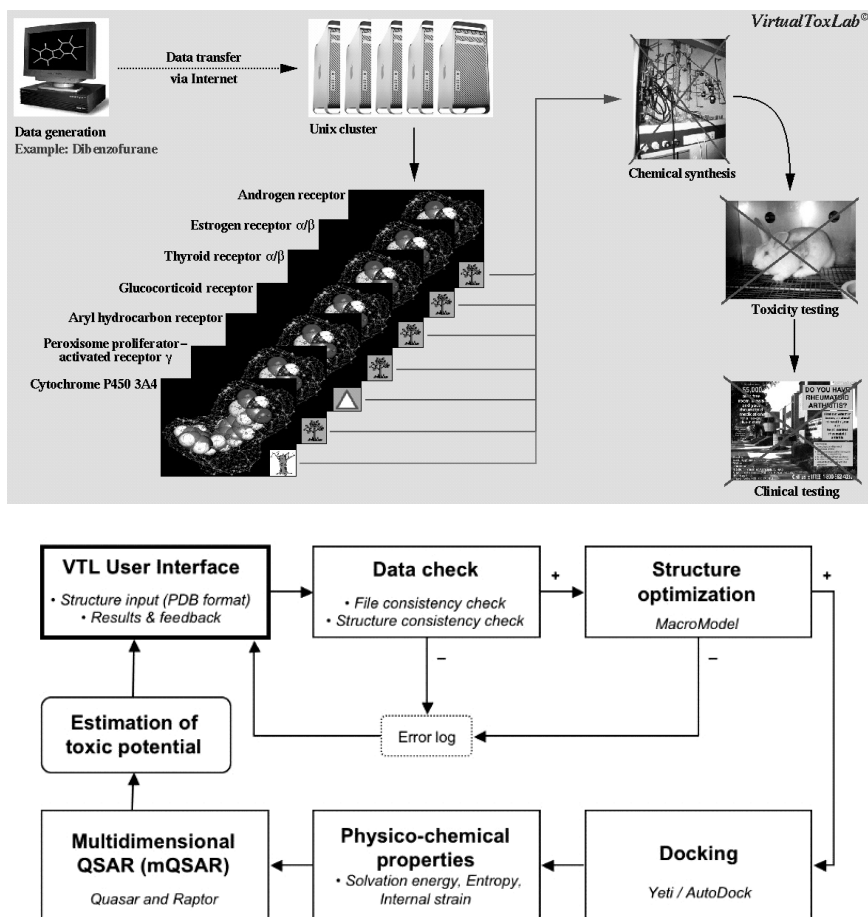 VirtualToxLab©
Data transfer
via Internet
Data generation
Example: Dibenzofurane
Unix cluster
Chemical synthesis
Androgen receptor
Estrogen receptor α/β
Thyroid receptor α/β
Glucocorticoid receptor
Aryl hydrocarbon receptor
Peroxisome proliferator–
activated receptor γ
Cytochrome P450 3A4
Toxicity testing
55,000
DO YOU HAVE
RHEUMATOID
ARTHRITIS?
Clinical testing
VTL User Interface
• Structure input (PDB format)
• Results & feedback
Data check
• File consistency check
• Structure consistency check
+
Structure
optimization
MacroModel
+
–
–
Error log
Estimation of
toxic potential
Multidimensional
QSAR (mQSAR)
Quasar and Raptor
Physico-chemical
properties
• Solvation energy, Entropy,
Internal strain
Docking
Yeti / AutoDock